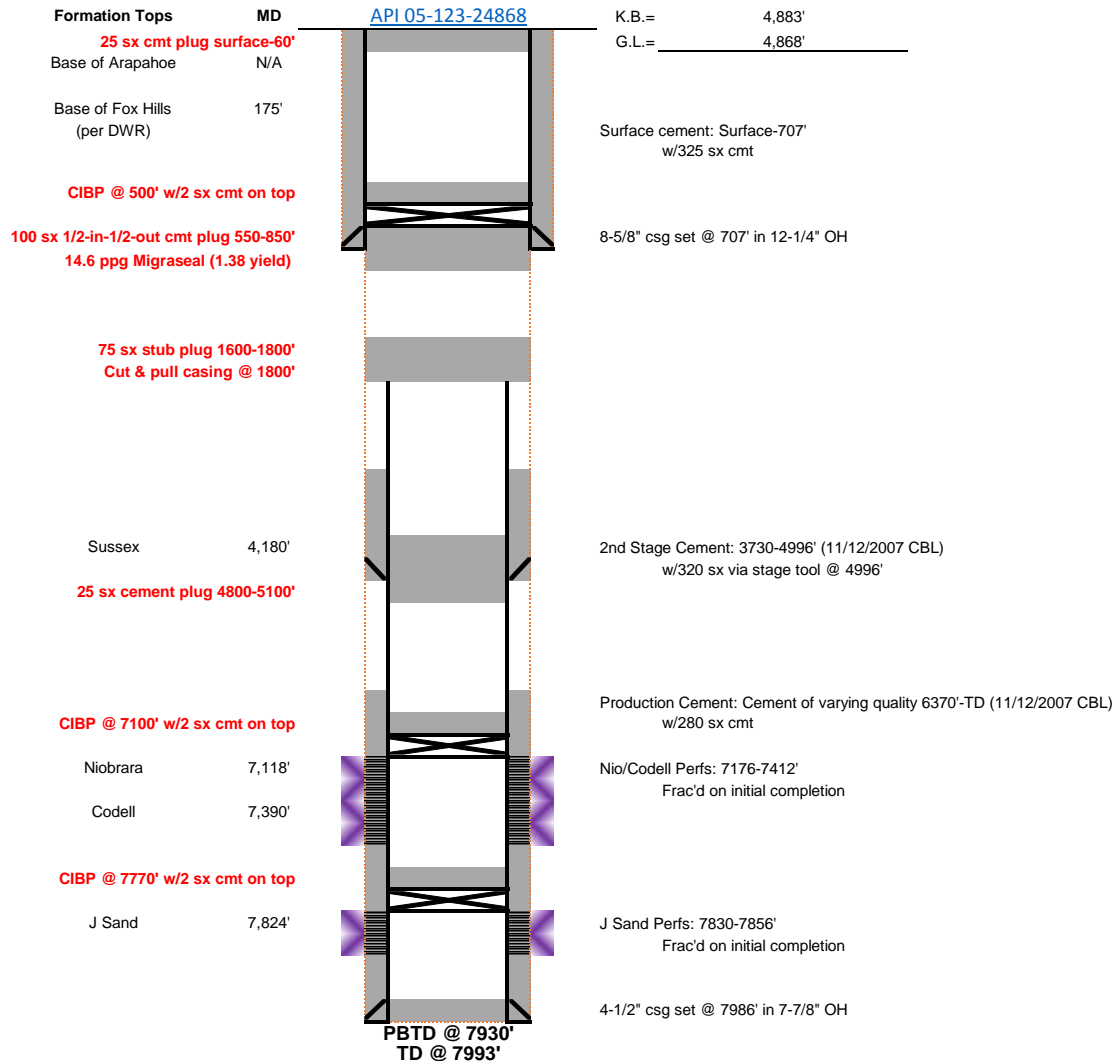 Formation Tops MD API 05-123-24868 K.B.= 4,883'
25 sx cmt plug surface-60' G.L.= 4,868'
Base of Arapahoe N/A
Base of Fox Hills 175'
(per DWR) Surface cement: Surface-707'
w/325 sx cmt
CIBP @ 500' w/2 sx cmt on top
100 sx 1/2-in-1/2-out cmt plug 550-850' 8-5/8" csg set @ 707' in 12-1/4" OH
14.6 ppg Migraseal (1.38 yield)
75 sx stub plug 1600-1800'
Cut & pull casing @ 1800'
Sussex 4,180' 2nd Stage Cement: 3730-4996' (11/12/2007 CBL)
w/320 sx via stage tool @ 4996'
25 sx cement plug 4800-5100'
Production Cement: Cement of varying quality 6370'-TD (11/12/2007 CBL)
CIBP @ 7100' w/2 sx cmt on top w/280 sx cmt
Niobrara 7,118' Nio/Codell Perfs: 7176-7412'
Frac'd on initial completion
Codell 7,390'
CIBP @ 7770' w/2 sx cmt on top
J Sand 7,824' J Sand Perfs: 7830-7856'
Frac'd on initial completion
4-1/2" csg set @ 7986' in 7-7/8" OH
PBTD @ 7930'
TD @ 7993'